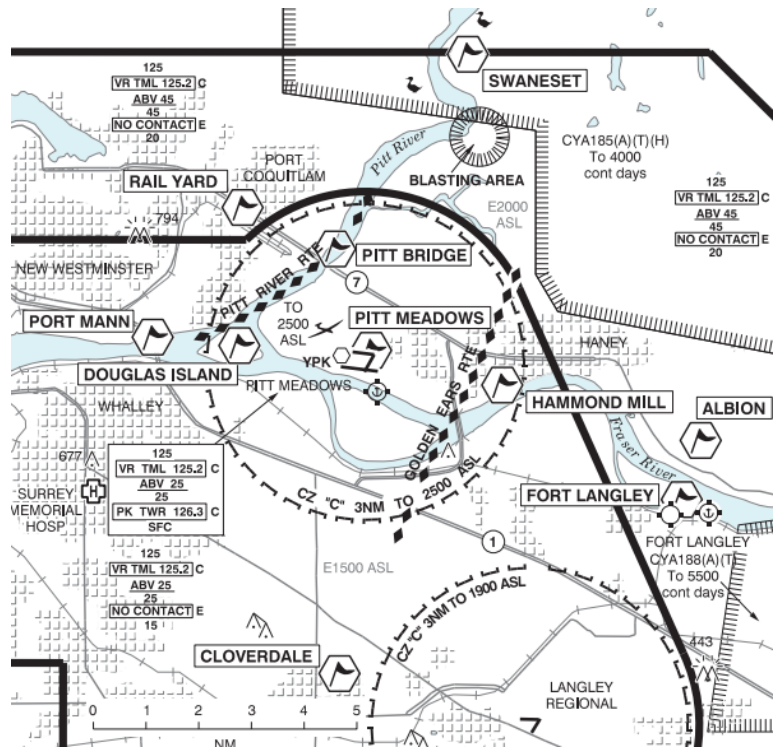 SWANESET
125
VR TML 125.2 C
ABV 45
45
NO CONTACT E
20
Pitt River
CYA185(A)(T)(H)
To 4000
cont days
PORT
COQUITLAM
BLASTING AREA
RAIL YARD
E2000
ASL
125
VR TML 125.2 C
ABV 45
45
NO CONTACT E
20
794
PITT BRIDGE
NEW WESTMINSTER
PITT RIVER RTE
7
TO
2500
ASL
PITT MEADOWS
PORT MANN
YPK
HANEY
DOUGLAS ISLAND
PITT MEADOWS
GOLDEN EARS RTE
HAMMOND MILL
ALBION
WHALLEY
Fraser River
677
125
VR TML 125.2 C
ABV 25
25
PK TWR 126.3 C
SFC
SURREY
MEMORIAL
HOSP
H
CZ "C" 3NM TO 2500 ASL
FORT LANGLEY
FORT LANGLEY
CYA188(A)(T)
To 5500
cont days
1
125
VR TML 125.2 C
ABV 25
25
NO CONTACT E
15
E1500 ASL
CZ "C" 3NM TO 1900 ASL
443
CLOVERDALE
LANGLEY
REGIONAL
7
0 1 2 3 4 5
NM